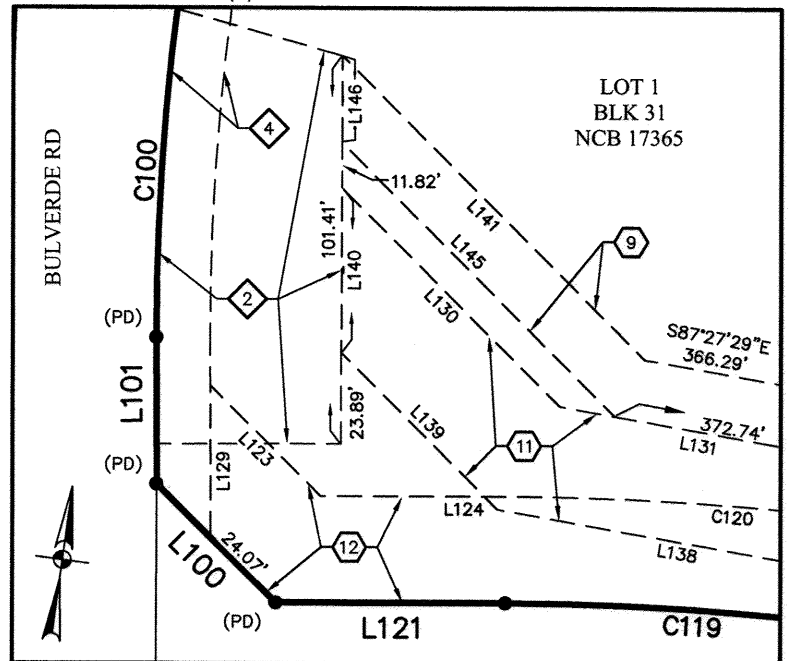 LOT 1
BLK 31
NCB 17365
BULVERDE RD
C100
4
L146
11.82'
L141
9
101.41'
L140
L145
2
L130
(PD)
S87°27'29"E
366.29'
L101
23.89'
L139
372.74'
L131
L123
11
L129
(PD)
L124
C120
24.07'
L100
12
L138
(PD)
L121
C119